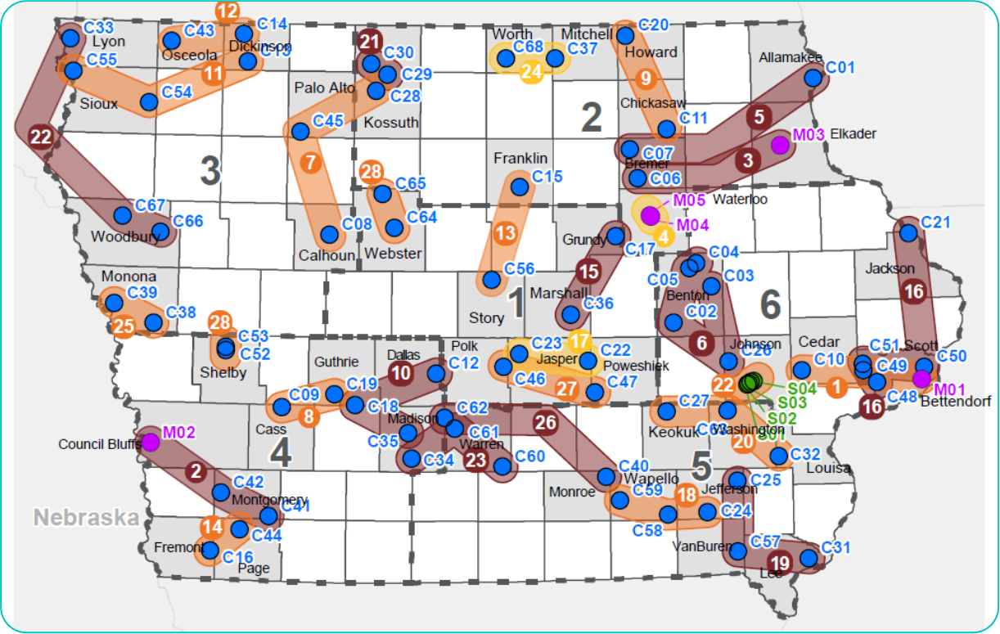 12
C33
Lyon
C43
C14
Osceola
Dickinson
C13
C55
11
Sioux
C54
21
C30
C29
C28
Palo Alto
Kossuth
C45
Worth
C68
C37
24
Mitchell
C20
Howard
9
Chickasaw
C11
2
Allamakee
C01
5
M03
Elkader
3
C07
Bremer
C06
22
3
7
28
C65
C64
Webster
C08
Calhoun
Franklin
C15
13
C56
1
Story
M05
Waterloo
M04
4
C67
C66
Woodbury
Grundy
C17
15
Marshall
C36
C04
C05
C03
Benton
C02
6
6
C21
Jackson
16
Monona
C39
C38
25
28
C53
C52
Shelby
Guthrie
Dallas
10
C12
Polk
C23
17
C22
Jasper
Poweshiek
C46
27
C47
Johnson
C26
Cedar
C10
C51
Scott
C50
C49
1
C48
M01
Bettendorf
16
22
S04
S03
S02
S01
C19
C09
8
Cass
C18
Madison
C35
C34
C62
C61
Warren
23
C60
26
C27
Keokuk
C63
Washington
20
C32
Louisa
M02
Council Bluffs
4
2
C42
Montgomery
C41
14
C44
Fremont
C16
Page
Nebraska
C40
Wapello
5
C59
Monroe
18
Jefferson
C25
C24
C58
VanBuren
C57
C31
19
Lee